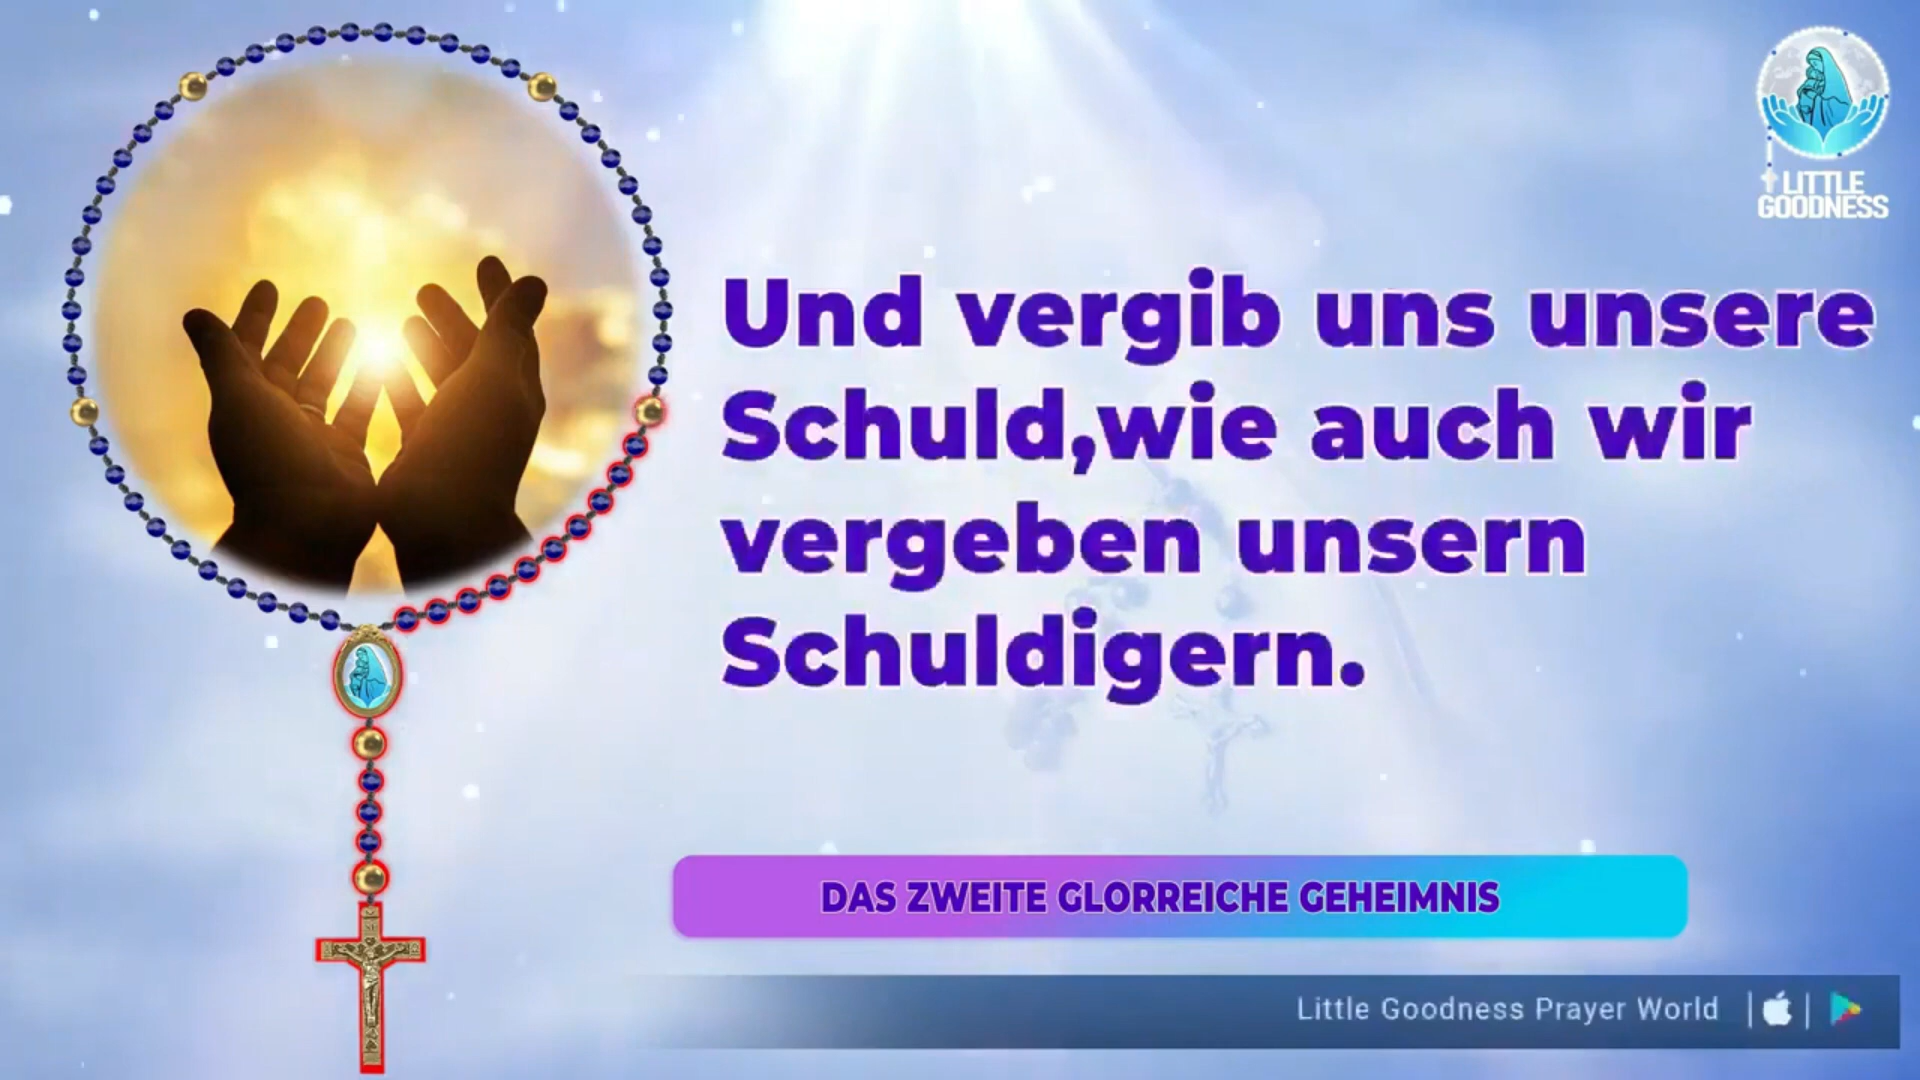 LITTLE
GOODNESS
Und vergib uns unsere
Schuld,wie auch wir
vergeben unsern
Schuldigern.
DAS ZWEITE GLORREICHE GEHEIMNIS
Little Goodness Prayer World